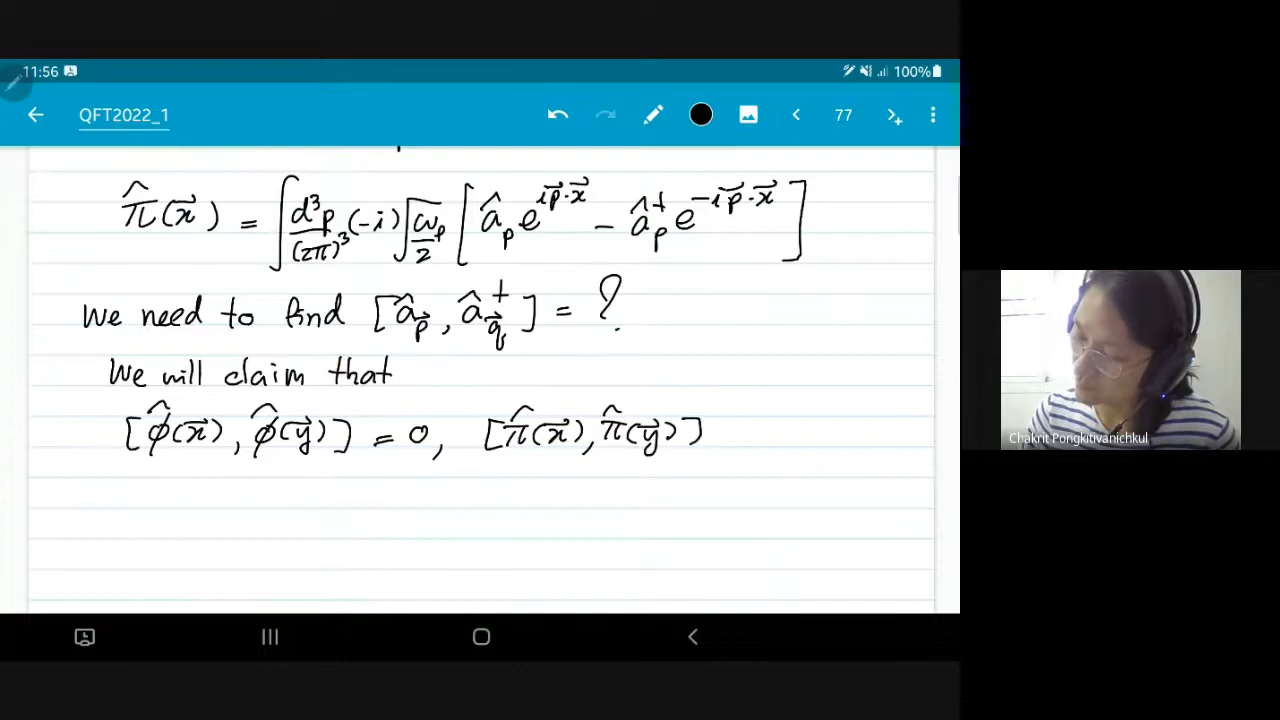 11:56 100%
QFT2022_1 77
π̂(x⃗) = ∫ d³p/(2π)³ (-i) √(ω_p/2) [ â_p e^{ip⃗·x⃗} − â_p^† e^{-ip⃗·x⃗} ]
We need to find [â_p⃗, â_q⃗^†] = ?
We will claim that
[φ̂(x⃗), φ̂(y⃗)] = 0, [π̂(x⃗), π̂(y⃗)]
Chakrit Pongkitivanichkul